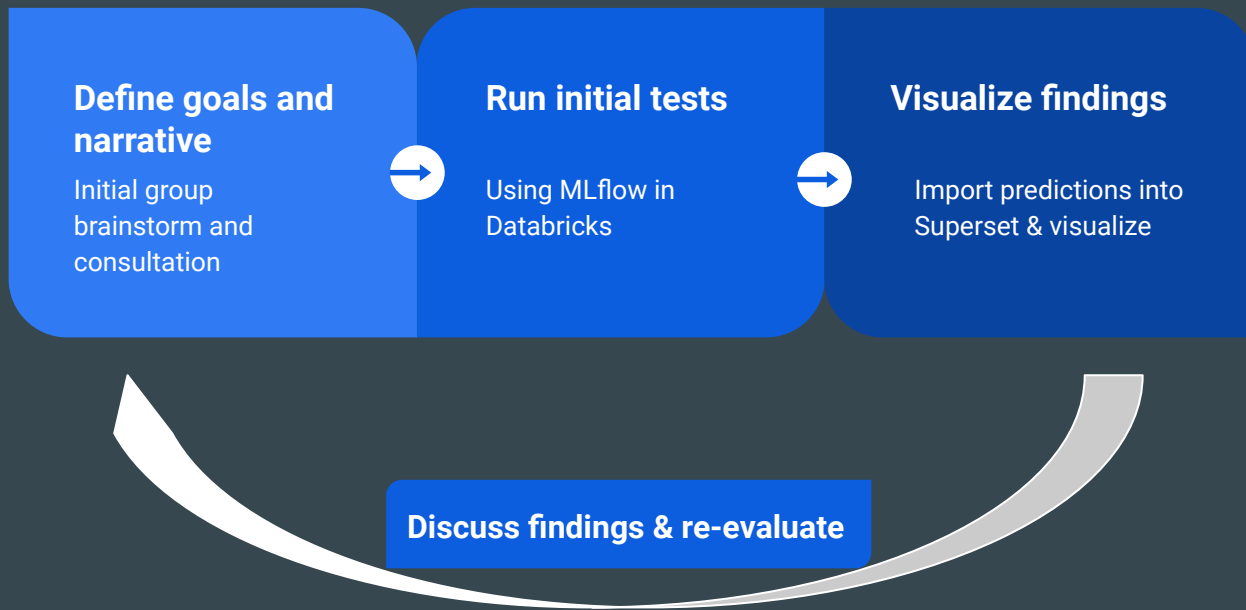 Define goals and
narrative
Initial group
brainstorm and
consultation
Run initial tests
Using MLflow in
Databricks
Visualize findings
Import predictions into
Superset & visualize
Discuss findings & re-evaluate